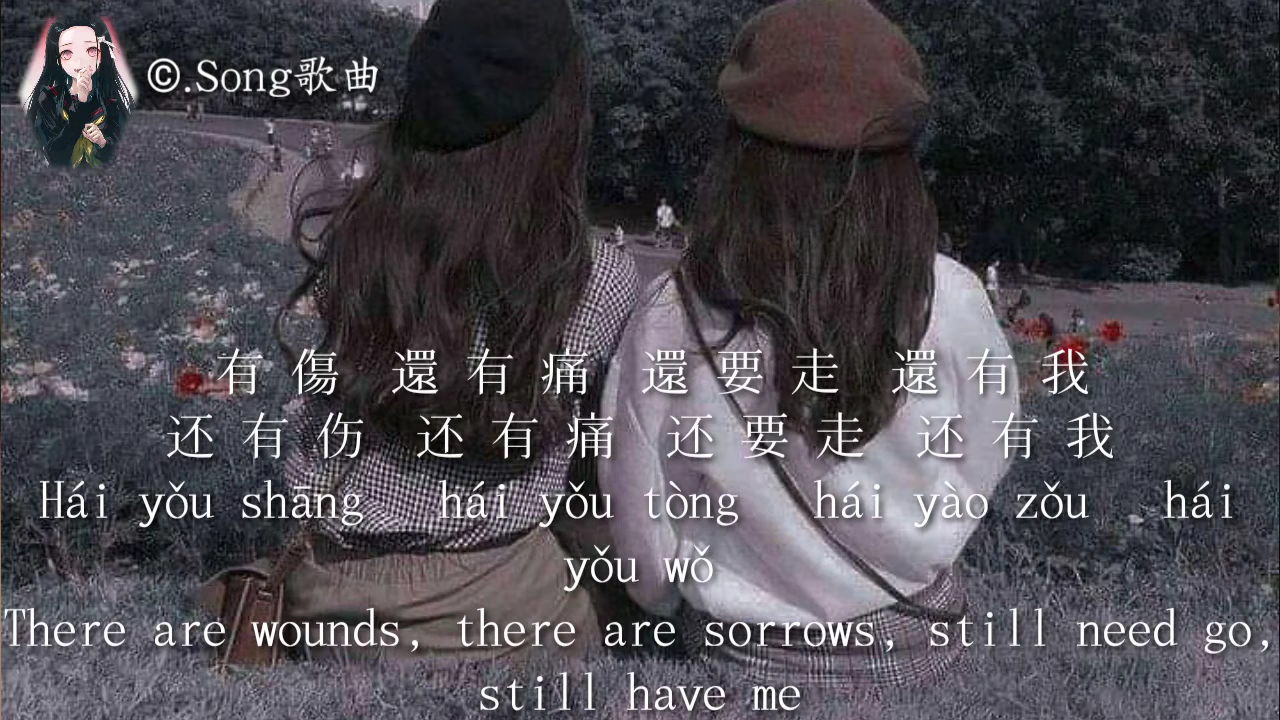 ©.Song歌曲
有傷 還有痛 還要走 還有我
还有伤 还有痛 还要走 还有我
Hái yǒu shāng hái yǒu tòng hái yào zǒu hái
yǒu wǒ
There are wounds, there are sorrows, still need go,
still have me